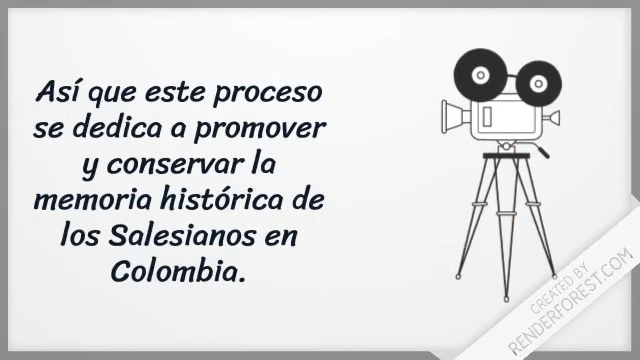 Así que este proceso
se dedica a promover
y conservar la
memoria histórica de
los Salesianos en
Colombia.
CREATED BY
RENDERFOREST.COM